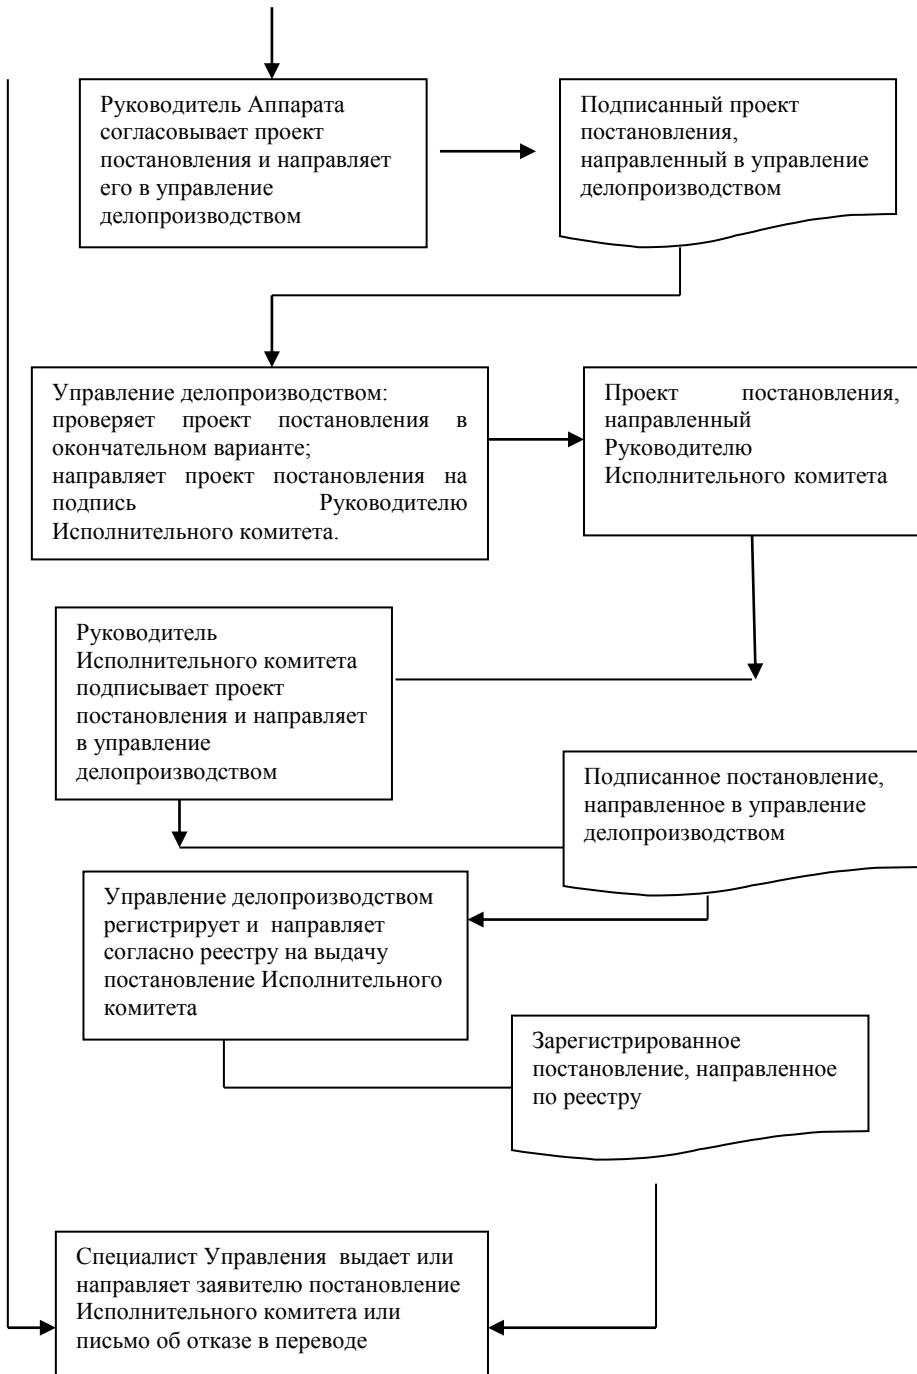 Руководитель Аппарата
согласовывает проект
постановления и направляет
его в управление
делопроизводством
Подписанный проект
постановления,
направленный в управление
делопроизводством
Управление делопроизводством:
проверяет проект постановления в
окончательном варианте;
направляет проект постановления на
подпись Руководителю
Исполнительного комитета.
Проект постановления,
направленный
Руководителю
Исполнительного комитета
Руководитель
Исполнительного комитета
подписывает проект
постановления и направляет
в управление
делопроизводством
Подписанное постановление,
направленное в управление
делопроизводством
Управление делопроизводством
регистрирует и направляет
согласно реестру на выдачу
постановление Исполнительного
комитета
Зарегистрированное
постановление, направленное
по реестру
Специалист Управления выдает или
направляет заявителю постановление
Исполнительного комитета или
письмо об отказе в переводе